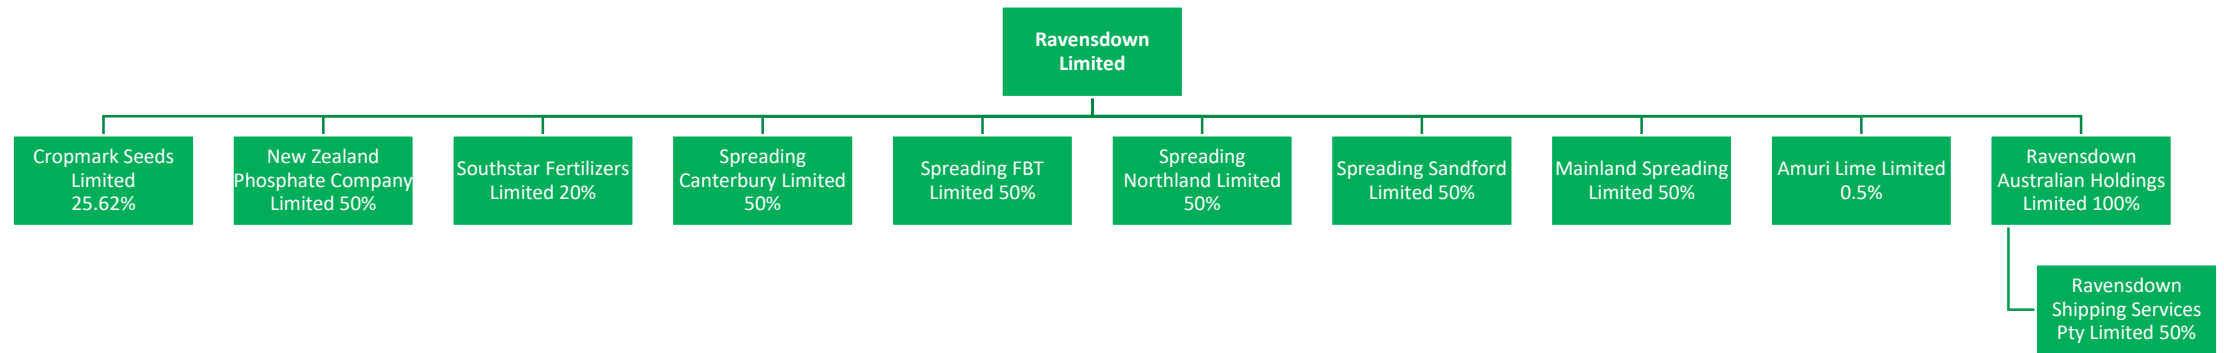 Ravensdown
Limited
Cropmark Seeds
Limited
25.62%
New Zealand
Phosphate Company
Limited 50%
Southstar Fertilizers
Limited 20%
Spreading
Canterbury Limited
50%
Spreading FBT
Limited 50%
Spreading
Northland Limited
50%
Spreading Sandford
Limited 50%
Mainland Spreading
Limited 50%
Amuri Lime Limited
0.5%
Ravensdown
Australian Holdings
Limited 100%
Ravensdown
Shipping Services
Pty Limited 50%